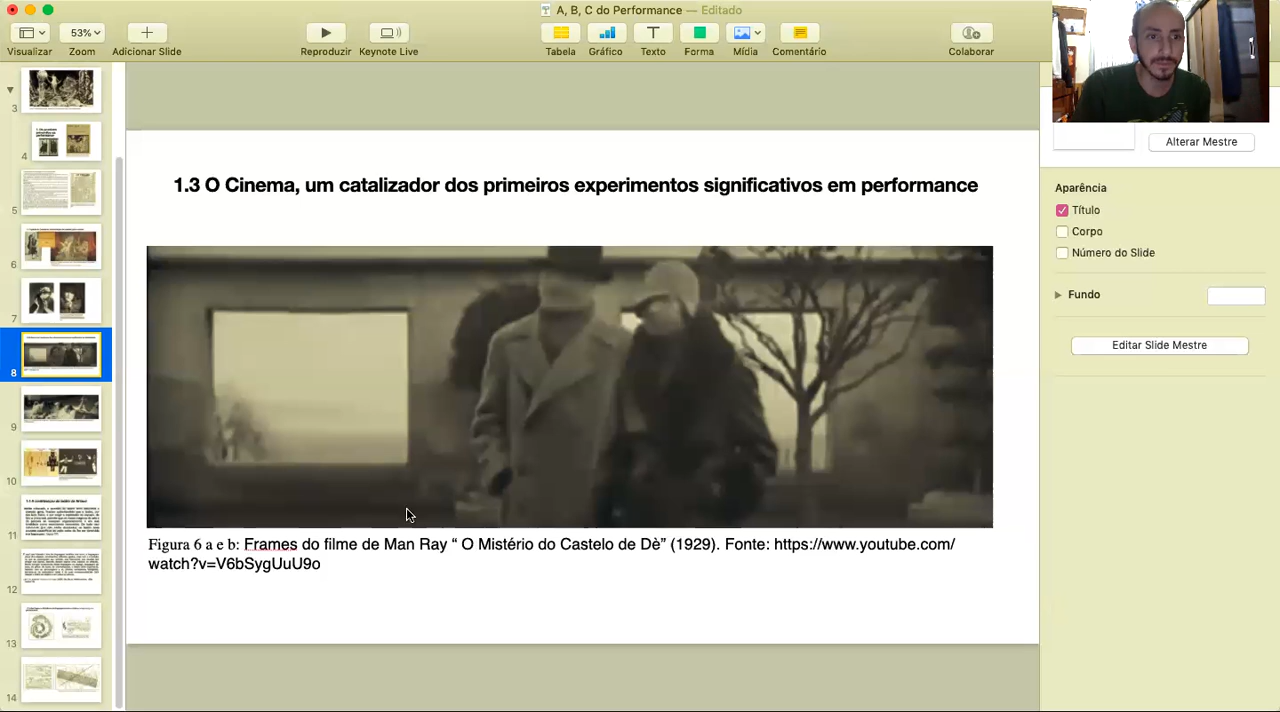 A, B, C do Performance — Editado
53%
Visualizar
Zoom
Adicionar Slide
Reproduzir
Keynote Live
Tabela
Gráfico
Texto
Forma
Mídia
Comentário
Colaborar
3
4
5
6
7
8
9
10
11
12
13
14
1.3 O Cinema, um catalizador dos primeiros experimentos significativos em performance
Figura 6 a e b: Frames do filme de Man Ray “ O Mistério do Castelo de Dè” (1929). Fonte: https://www.youtube.com/
watch?v=V6bSygUuU9o
Alterar Mestre
Aparência
Título
Corpo
Número do Slide
Fundo
Editar Slide Mestre